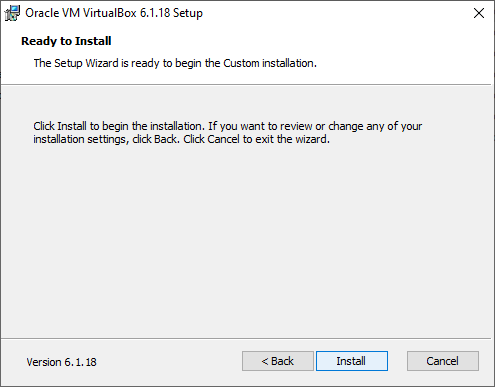 Oracle VM VirtualBox 6.1.18 Setup
Ready to Install
The Setup Wizard is ready to begin the Custom installation.
Click Install to begin the installation. If you want to review or change any of your
installation settings, click Back. Click Cancel to exit the wizard.
Version 6.1.18
< Back
Install
Cancel